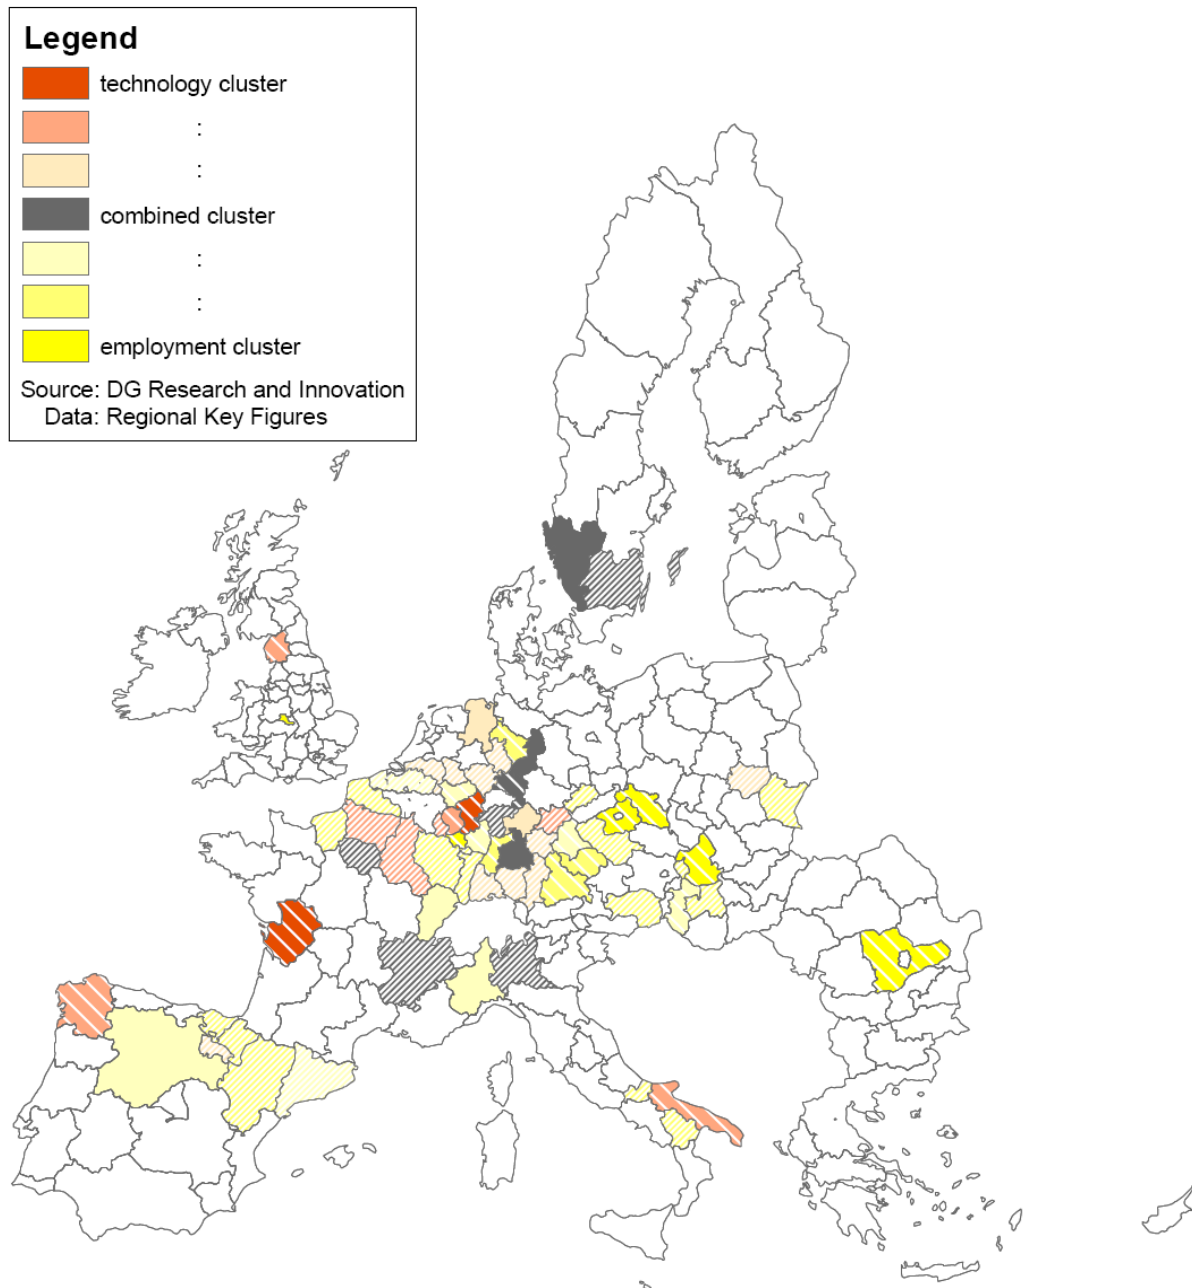 Legend
technology cluster
:
:
combined cluster
:
:
employment cluster
Source: DG Research and Innovation
Data: Regional Key Figures